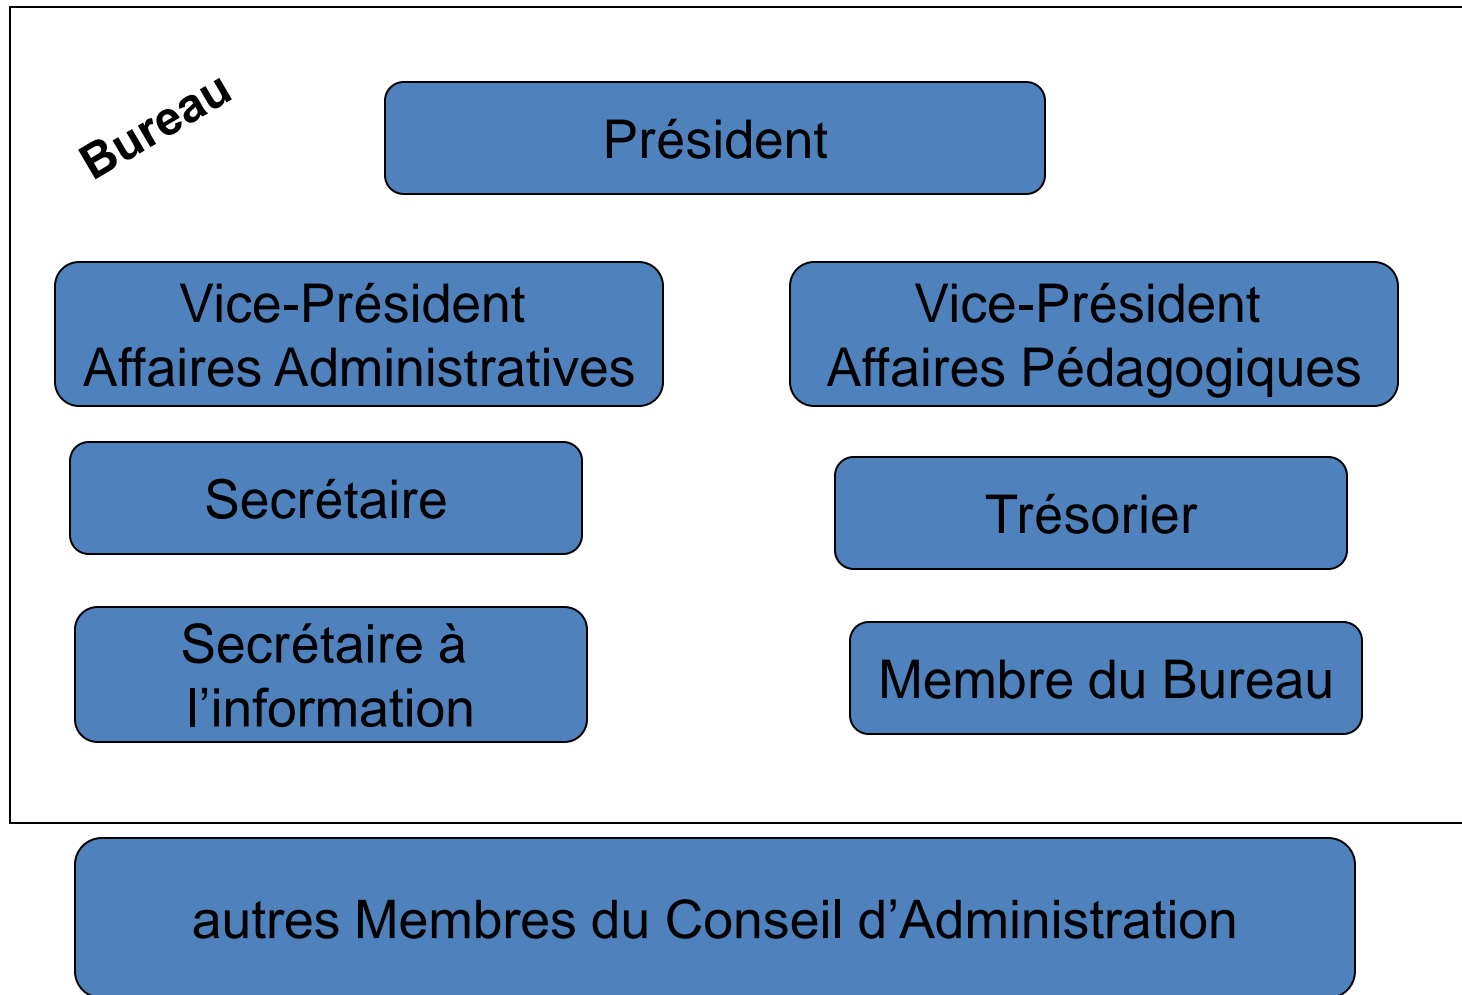 Bureau
Président
Vice-Président
Affaires Administratives
Vice-Président
Affaires Pédagogiques
Secrétaire
Trésorier
Secrétaire à
l’information
Membre du Bureau
autres Membres du Conseil d’Administration